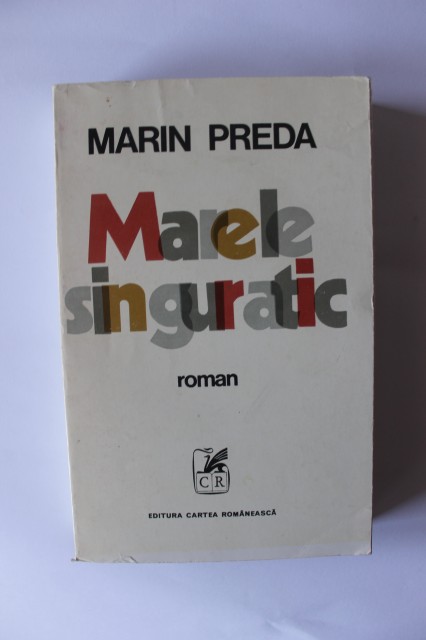 MARIN PREDA
Marele
singuratic
roman
CR
EDITURA CARTEA ROMÂNEASCĂ